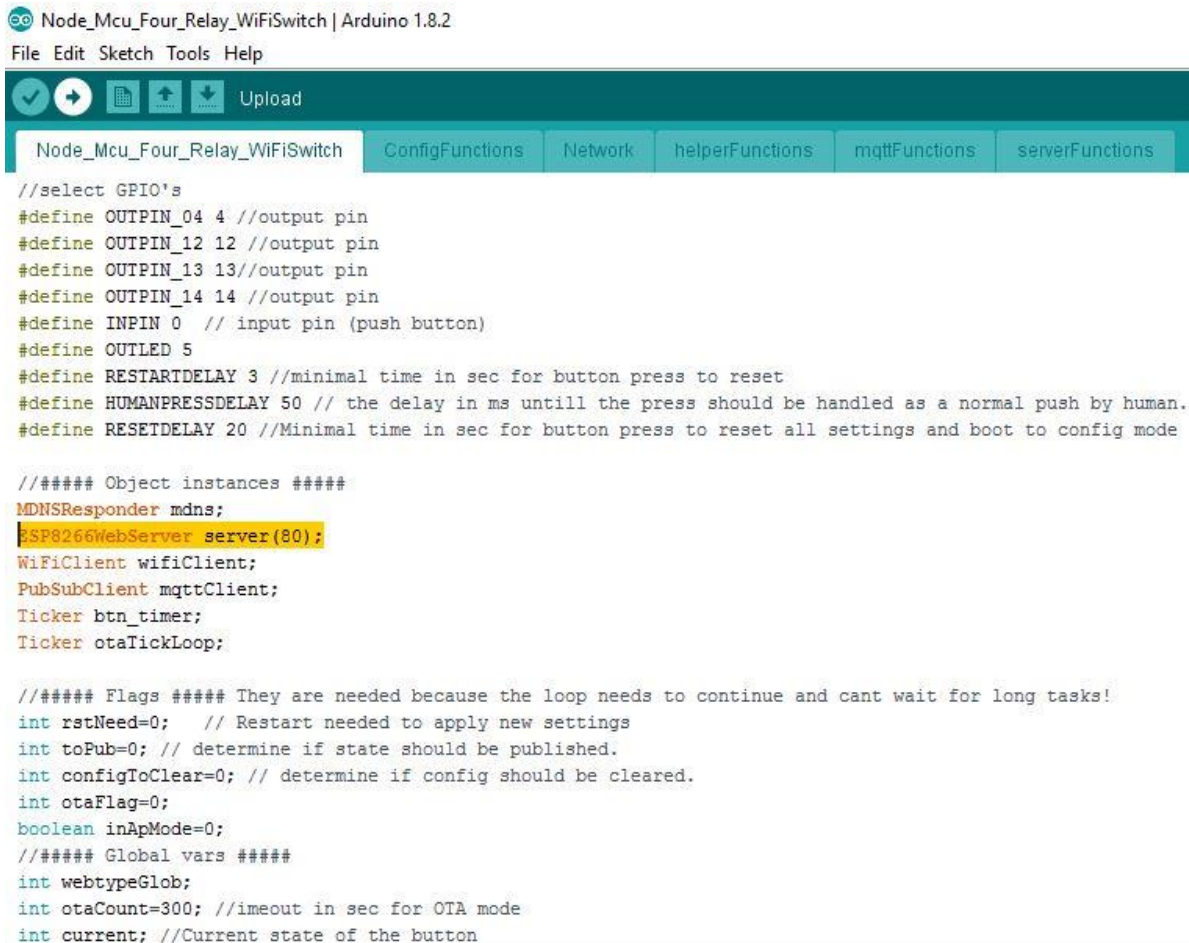 Node_Mcu_Four_Relay_WiFiSwitch | Arduino 1.8.2
File Edit Sketch Tools Help
Upload
Node_Mcu_Four_Relay_WiFiSwitch ConfigFunctions Network helperFunctions mqttFunctions serverFunctions
//select GPIO's
#define OUTPIN_04 4 //output pin
#define OUTPIN_12 12 //output pin
#define OUTPIN_13 13//output pin
#define OUTPIN_14 14 //output pin
#define INPIN 0  // input pin (push button)
#define OUTLED 5
#define RESTARTDELAY 3 //minimal time in sec for button press to reset
#define HUMANPRESSDELAY 50 // the delay in ms untill the press should be handled as a normal push by human.
#define RESETDELAY 20 //Minimal time in sec for button press to reset all settings and boot to config mode
//##### Object instances #####
MDNSResponder mdns;
ESP8266WebServer server(80);
WiFiClient wifiClient;
PubSubClient mqttClient;
Ticker btn_timer;
Ticker otaTickLoop;
//##### Flags ##### They are needed because the loop needs to continue and cant wait for long tasks!
int rstNeed=0;   // Restart needed to apply new settings
int toPub=0; // determine if state should be published.
int configToClear=0; // determine if config should be cleared.
int otaFlag=0;
boolean inApMode=0;
//##### Global vars #####
int webtypeGlob;
int otaCount=300; //imeout in sec for OTA mode
int current; //Current state of the button